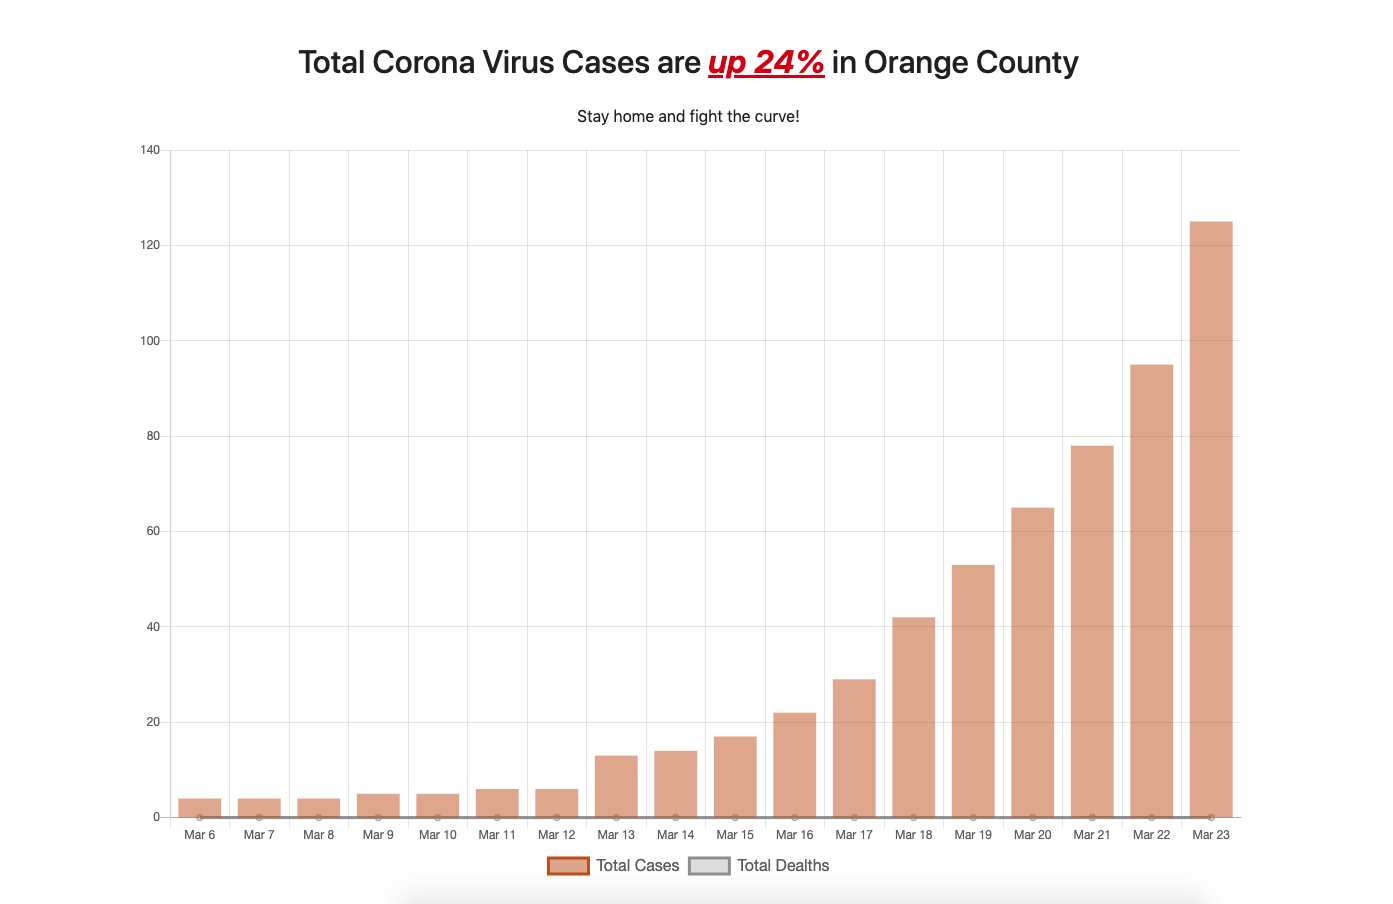 Total Corona Virus Cases are up 24% in Orange County
Stay home and fight the curve!
140
120
100
80
60
40
20
0
Mar 6 Mar 7 Mar 8 Mar 9 Mar 10 Mar 11 Mar 12 Mar 13 Mar 14 Mar 15 Mar 16 Mar 17 Mar 18 Mar 19 Mar 20 Mar 21 Mar 22 Mar 23
Total Cases Total Dealths